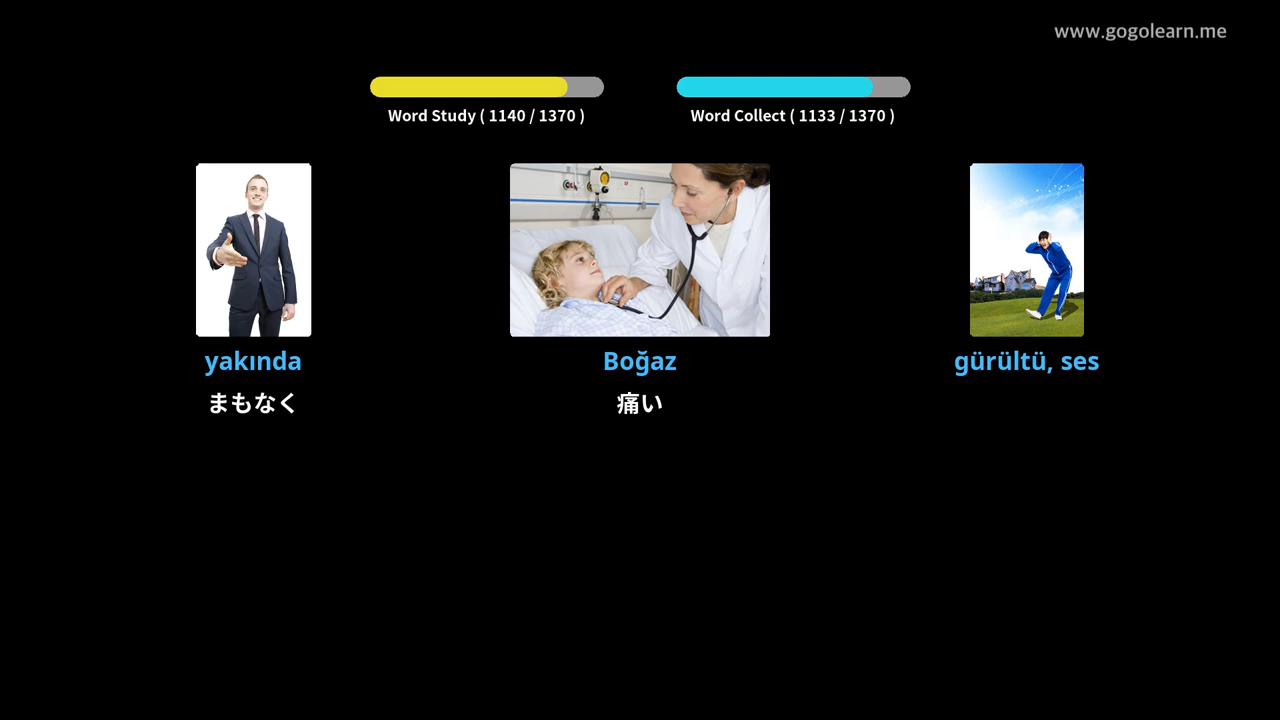 www.gogolearn.me
Word Study ( 1140 / 1370 )
Word Collect ( 1133 / 1370 )
yakında
Boğaz
gürültü, ses
まもなく
痛い